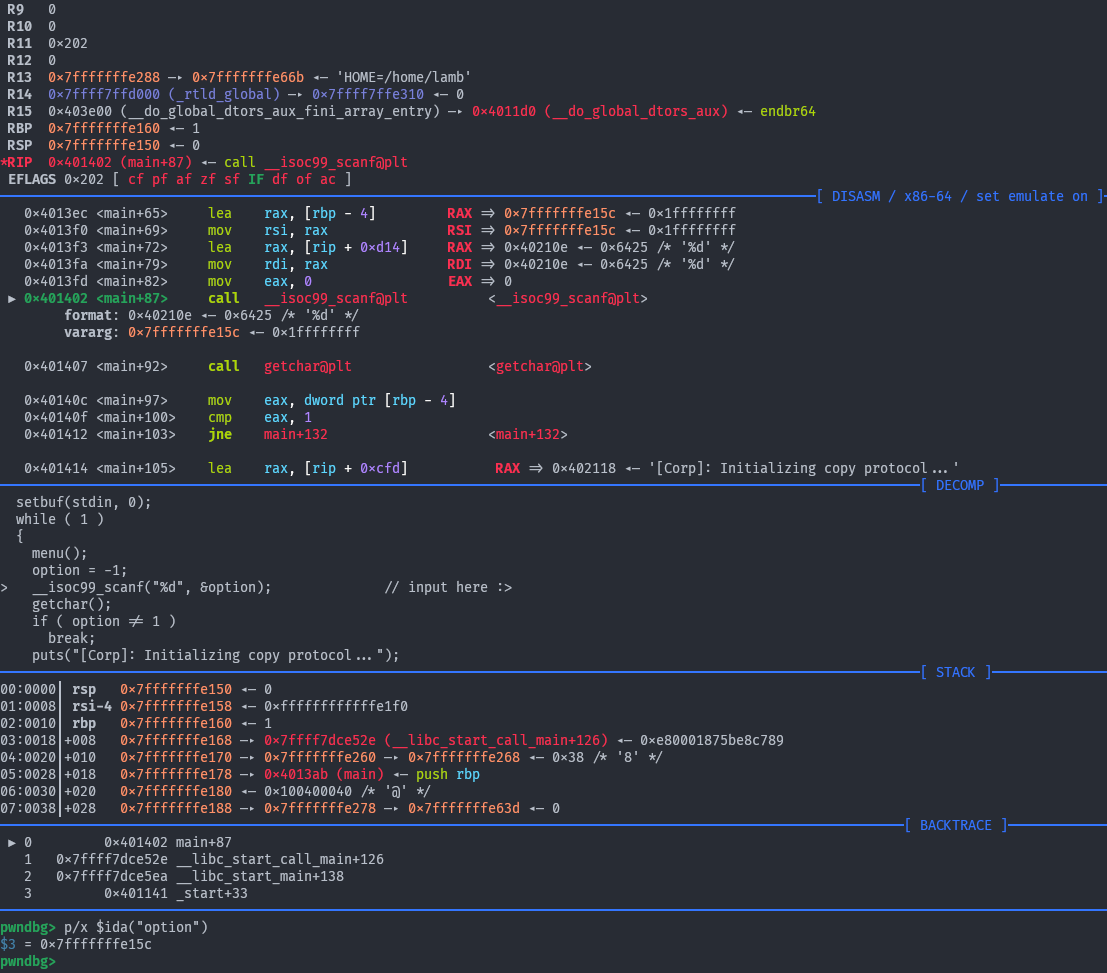 R9 0
R10 0
R11 0×202
R12 0
R13 0×7fffffffe288 —▸ 0×7fffffffe66b ◂— 'HOME=/home/lamb'
R14 0×7ffff7ffd000 (_rtld_global) —▸ 0×7ffff7ffe310 ◂— 0
R15 0×403e00 (__do_global_dtors_aux_fini_array_entry) —▸ 0×4011d0 (__do_global_dtors_aux) ◂— endbr64
RBP 0×7fffffffe160 ◂— 1
RSP 0×7fffffffe150 ◂— 0
*RIP 0×401402 (main+87) ◂— call __isoc99_scanf@plt
EFLAGS 0×202 [ cf pf af zf sf IF df of ac ]
[ DISASM / x86-64 / set emulate on ]
0×4013ec <main+65> lea rax, [rbp - 4] RAX => 0×7fffffffe15c ◂— 0×1ffffffff
0×4013f0 <main+69> mov rsi, rax RSI => 0×7fffffffe15c ◂— 0×1ffffffff
0×4013f3 <main+72> lea rax, [rip + 0×d14] RAX => 0×40210e ◂— 0×6425 /* '%d' */
0×4013fa <main+79> mov rdi, rax RDI => 0×40210e ◂— 0×6425 /* '%d' */
0×4013fd <main+82> mov eax, 0 EAX => 0
► 0×401402 <main+87> call __isoc99_scanf@plt <__isoc99_scanf@plt>
format: 0×40210e ◂— 0×6425 /* '%d' */
vararg: 0×7fffffffe15c ◂— 0×1ffffffff
0×401407 <main+92> call getchar@plt <getchar@plt>
0×40140c <main+97> mov eax, dword ptr [rbp - 4]
0×40140f <main+100> cmp eax, 1
0×401412 <main+103> jne main+132 <main+132>
0×401414 <main+105> lea rax, [rip + 0×cfd] RAX => 0×402118 ◂— '[Corp]: Initializing copy protocol...'
[ DECOMP ]
setbuf(stdin, 0);
while ( 1 )
{
menu();
option = -1;
> __isoc99_scanf("%d", &option); // input here :>
getchar();
if ( option != 1 )
break;
puts("[Corp]: Initializing copy protocol...");
[ STACK ]
00:0000│ rsp 0×7fffffffe150 ◂— 0
01:0008│ rsi-4 0×7fffffffe158 ◂— 0×ffffffffffffe1f0
02:0010│ rbp 0×7fffffffe160 ◂— 1
03:0018│+008 0×7fffffffe168 —▸ 0×7ffff7dce52e (__libc_start_call_main+126) ◂— 0×e80001875be8c789
04:0020│+010 0×7fffffffe170 —▸ 0×7fffffffe260 —▸ 0×7fffffffe268 ◂— 0×38 /* '8' */
05:0028│+018 0×7fffffffe178 —▸ 0×4013ab (main) ◂— push rbp
06:0030│+020 0×7fffffffe180 ◂— 0×100400040 /* '@' */
07:0038│+028 0×7fffffffe188 —▸ 0×7fffffffe278 —▸ 0×7fffffffe63d ◂— 0
[ BACKTRACE ]
► 0 0×401402 main+87
1 0×7ffff7dce52e __libc_start_call_main+126
2 0×7ffff7dce5ea __libc_start_main+138
3 0×401141 _start+33
pwndbg> p/x $ida("option")
$3 = 0×7fffffffe15c
pwndbg>